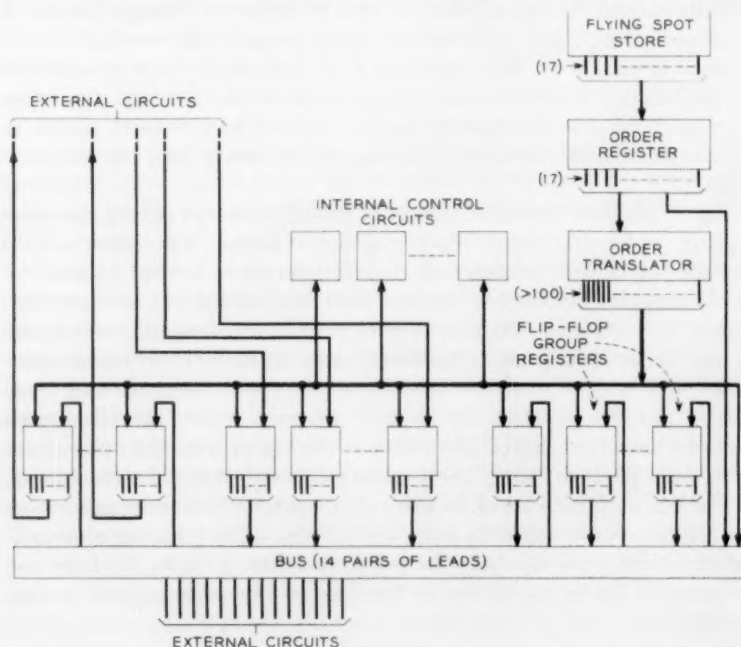 FLYING SPOT
STORE
(17)
EXTERNAL CIRCUITS
ORDER
REGISTER
(17)
INTERNAL CONTROL
CIRCUITS
ORDER
TRANSLATOR
(>100)
FLIP-FLOP
GROUP
REGISTERS
BUS (14 PAIRS OF LEADS)
EXTERNAL CIRCUITS